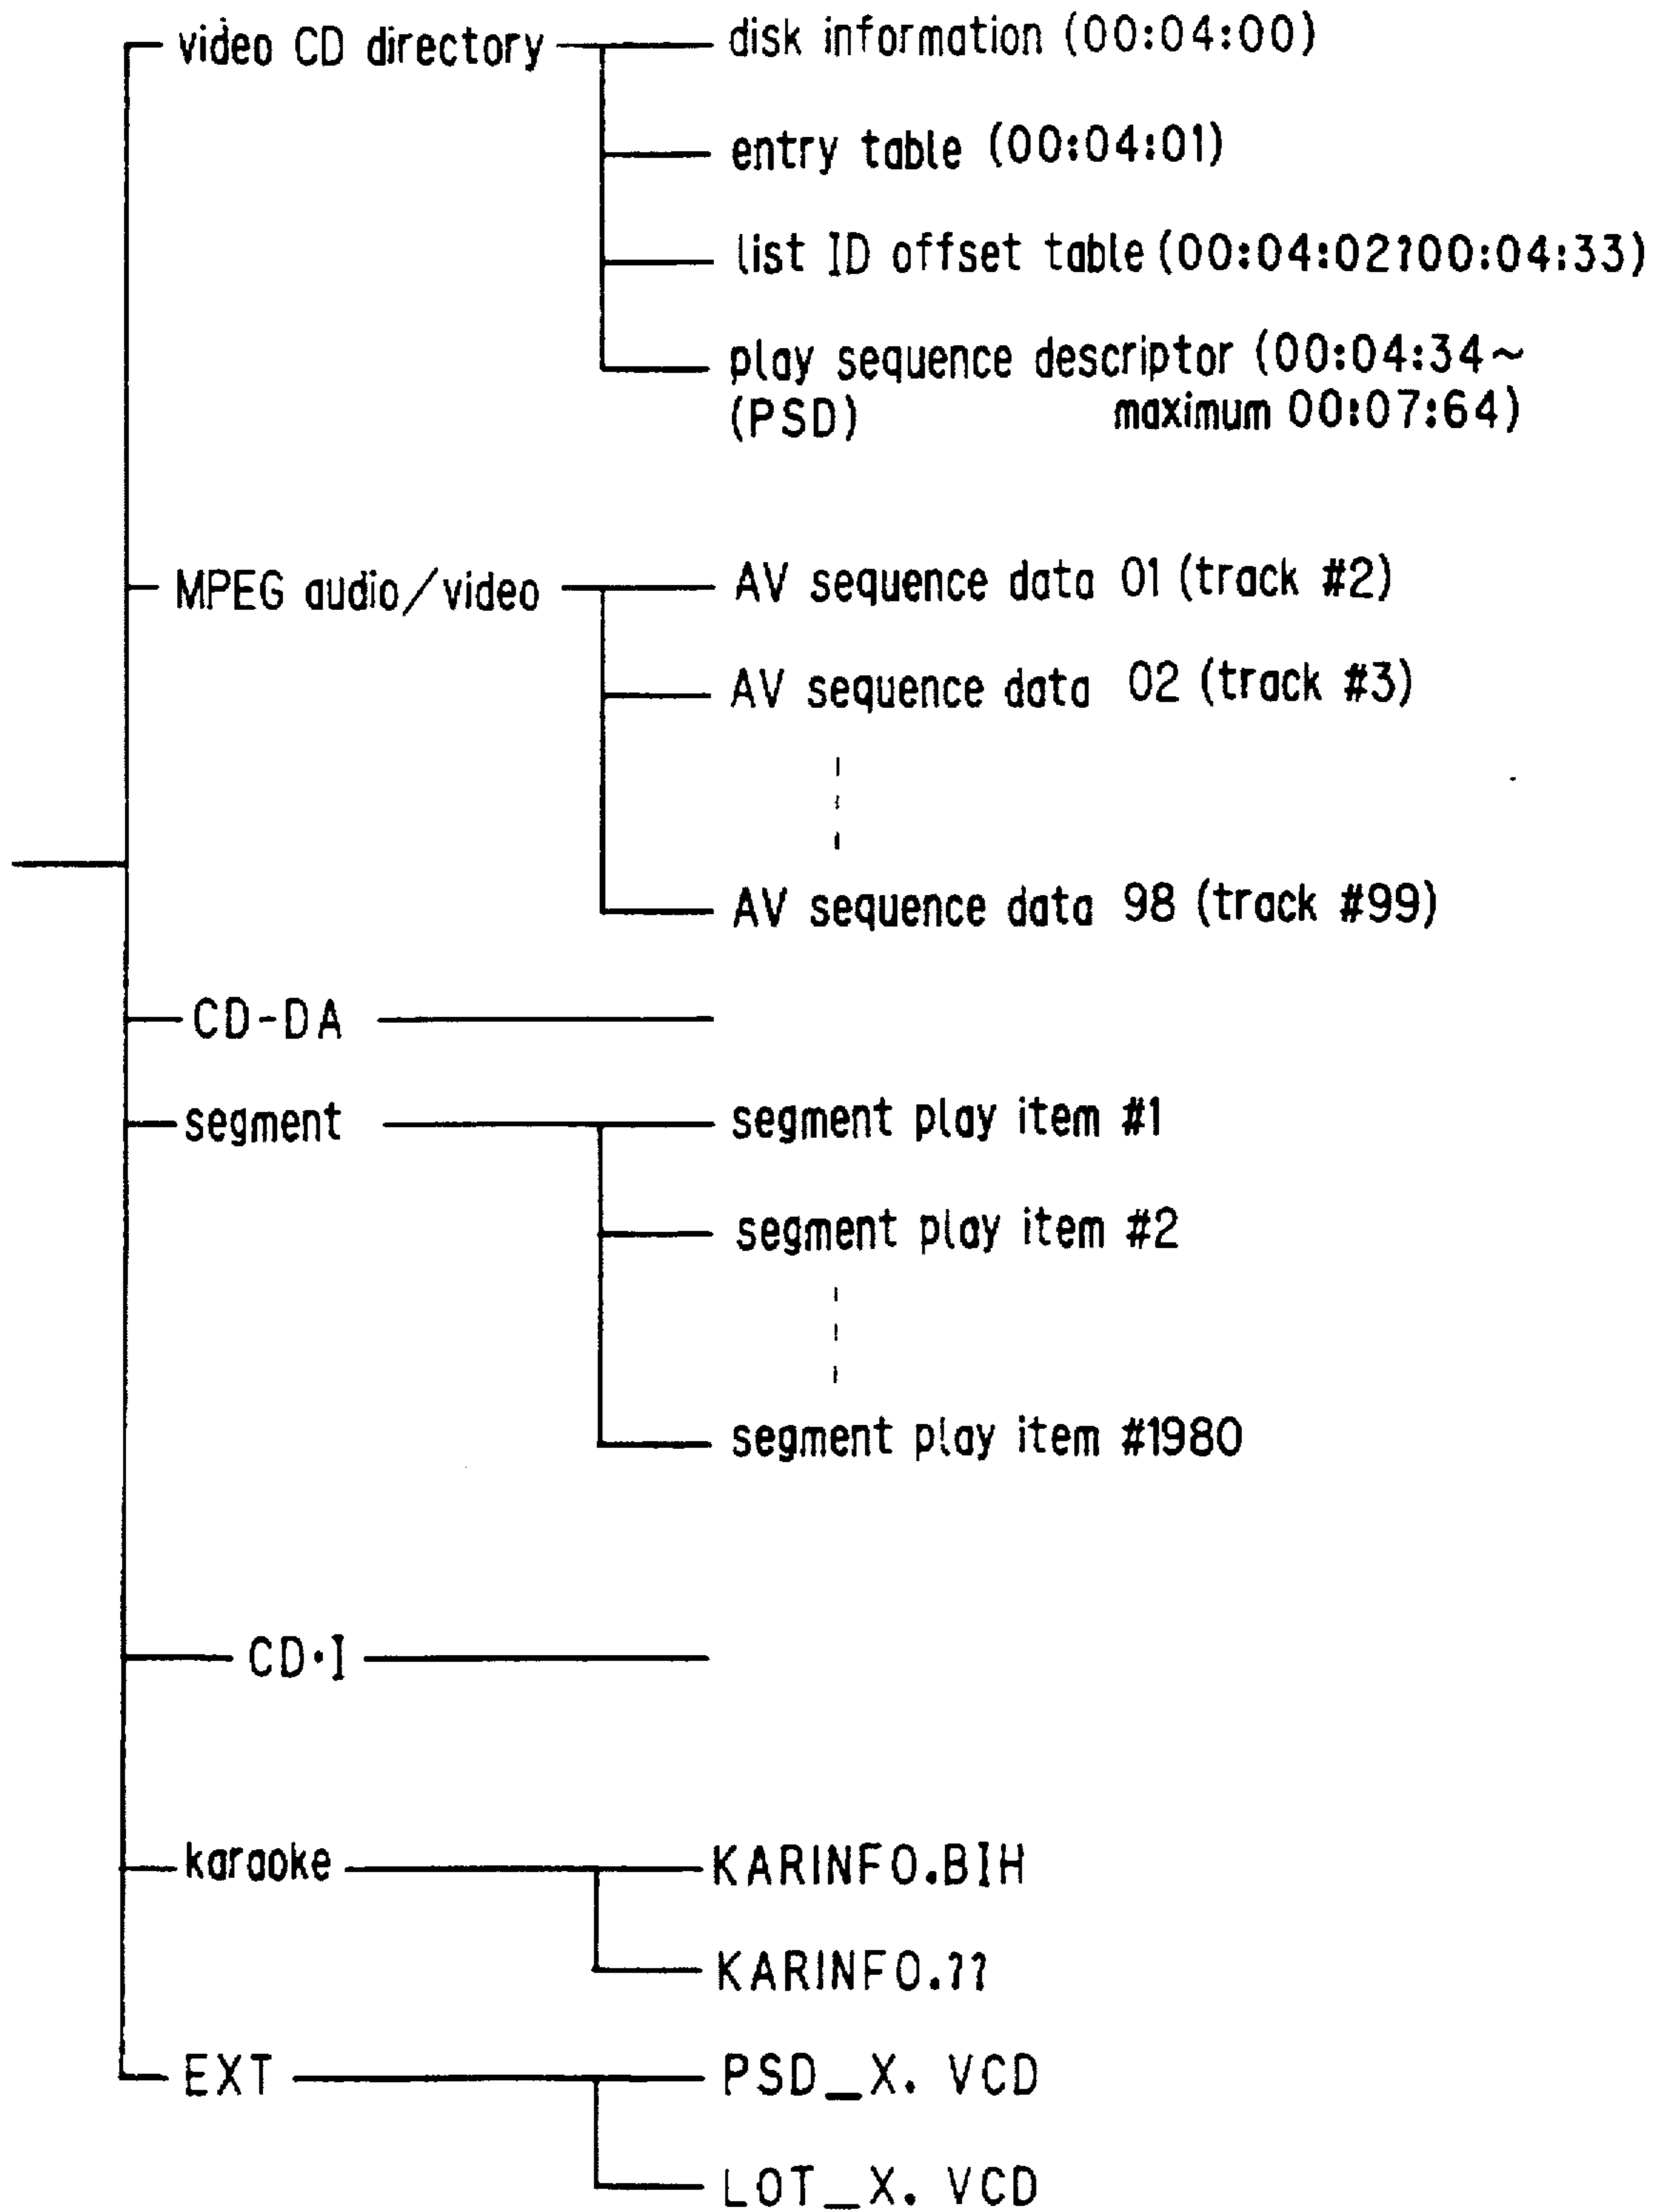 video CD directory
disk information (00:04:00)
entry table (00:04:01)
list ID offset table (00:04:02?00:04:33)
play sequence descriptor (00:04:34~
(PSD) maximum 00:07:64)
MPEG audio/video
AV sequence data 01 (track #2)
AV sequence data 02 (track #3)
AV sequence data 98 (track #99)
CD-DA
segment
segment play item #1
segment play item #2
segment play item #1980
CD·I
karaoke
KARINFO.BIH
KARINFO.??
EXT
PSD_X. VCD
LOT_X. VCD